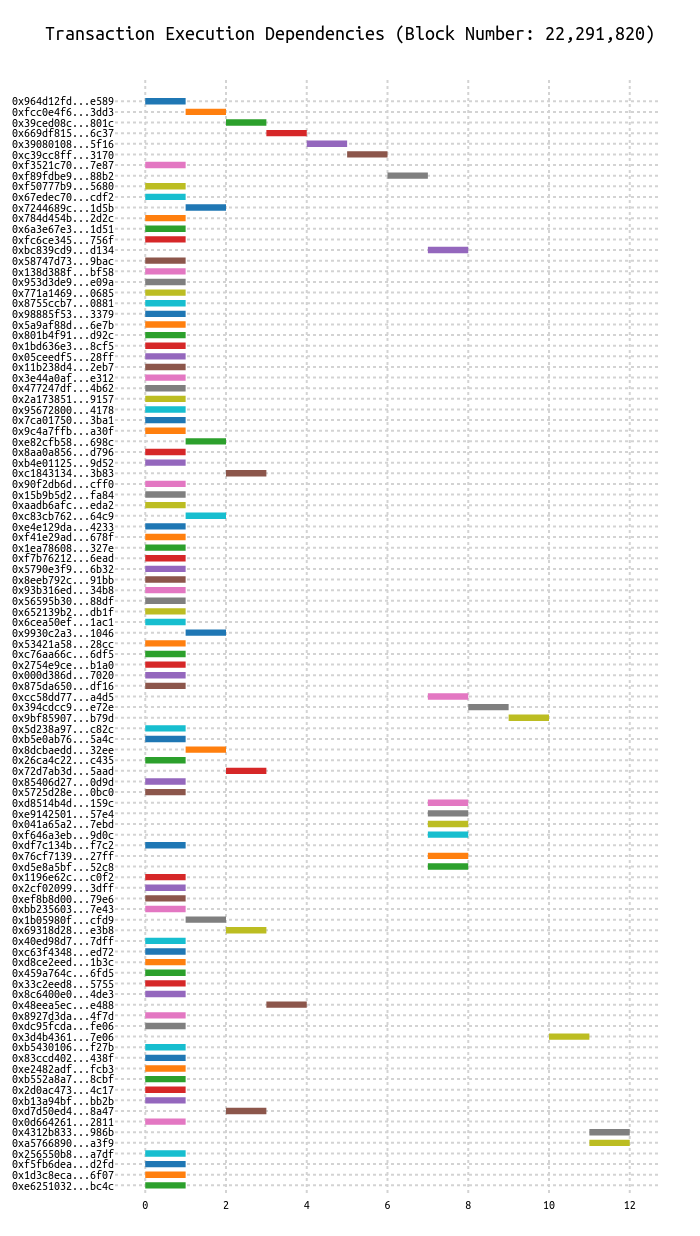 Transaction Execution Dependencies (Block Number: 22,291,820)
0x964d12fd...e589
0xfcc0e4f6...3dd3
0x39ced08c...801c
0x669df815...6c37
0x39080108...5f16
0xc39cc8ff...3170
0xf3521c70...7e87
0xf89fdbe9...88b2
0xf50777b9...5680
0x67edec70...cdf2
0x7244689c...1d5b
0x784d454b...2d2c
0x6a3e67e3...1d51
0xfc6ce345...756f
0xbc839cd9...d134
0x58747d73...9bac
0x138d388f...bf58
0x953d3de9...e09a
0x771a1469...0685
0x8755ccb7...0881
0x98885f53...3379
0x5a9af88d...6e7b
0x801b4f91...d92c
0x1bd636e3...8cf5
0x05ceedf5...28ff
0x11b238d4...2eb7
0x3e44a0af...e312
0x477247df...4b62
0x2a173851...9157
0x95672800...4178
0x7ca01750...3ba1
0x9c4a7ffb...a30f
0xe82cfb58...698c
0x8aa0a856...d796
0xb4e01125...9d52
0xc1843134...3b83
0x90f2db6d...cff0
0x15b9b5d2...fa84
0xaadb6afc...eda2
0xc83cb762...64c9
0xe4e129da...4233
0xf41e29ad...678f
0x1ea78608...327e
0xf7b76212...6ead
0x5790e3f9...6b32
0x8eeb792c...91bb
0x93b316ed...34b8
0x56595b30...88df
0x652139b2...db1f
0x6cea50ef...1ac1
0x9930c2a3...1046
0x53421a58...28cc
0xc76aa66c...6df5
0x2754e9ce...b1a0
0x000d386d...7020
0x875da650...df16
0xcc58dd77...a4d5
0x394cdcc9...e72e
0x9bf85907...b79d
0x5d238a97...c82c
0xb5e0ab76...5a4c
0x8dcbaedd...32ee
0x26ca4c22...c435
0x72d7ab3d...5aad
0x85406d27...0d9d
0x5725d28e...0bc0
0xd8514b4d...159c
0xe9142501...57e4
0x041a65a2...7ebd
0xf646a3eb...9d0c
0xdf7c134b...f7c2
0x76cf7139...27ff
0xd5e8a5bf...52c8
0x1196e62c...c0f2
0x2cf02099...3dff
0xef8b8d00...79e6
0xbb235603...7e43
0x1b05980f...cfd9
0x69318d28...e3b8
0x40ed98d7...7dff
0xc63f4348...ed72
0xd8ce2eed...1b3c
0x459a764c...6fd5
0x33c2eed8...5755
0x8c6400e0...4de3
0x48eea5ec...e488
0x8927d3da...4f7d
0xdc95fcda...fe06
0x3d4b4361...7e06
0xb5430106...f27b
0x83ccd402...438f
0xe2482adf...fcb3
0xb552a8a7...8cbf
0x2d0ac473...4c17
0xb13a94bf...bb2b
0xd7d50ed4...8a47
0x0d664261...2811
0x4312b833...986b
0xa5766890...a3f9
0x256550b8...a7df
0xf5fb6dea...d2fd
0x1d3c8eca...6f07
0xe6251032...bc4c
0 2 4 6 8 10 12